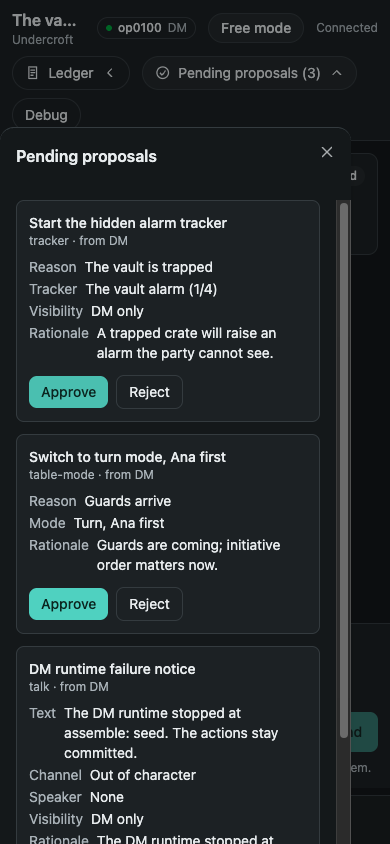 The va...
Undercroft
op0100 DM
Free mode
Connected
Ledger
Pending proposals (3)
Debug
Pending proposals
d
Start the hidden alarm tracker
tracker · from DM
Reason The vault is trapped
Tracker The vault alarm (1/4)
Visibility DM only
Rationale A trapped crate will raise an
alarm the party cannot see.
Approve Reject
Switch to turn mode, Ana first
table-mode · from DM
Reason Guards arrive
Mode Turn, Ana first
Rationale Guards are coming; initiative
order matters now.
Approve Reject
DM runtime failure notice
talk · from DM
Text The DM runtime stopped at
assemble: seed. The actions stay
committed.
Channel Out of character
Speaker None
Visibility DM only
Rationale The DM runtime stopped at
em.